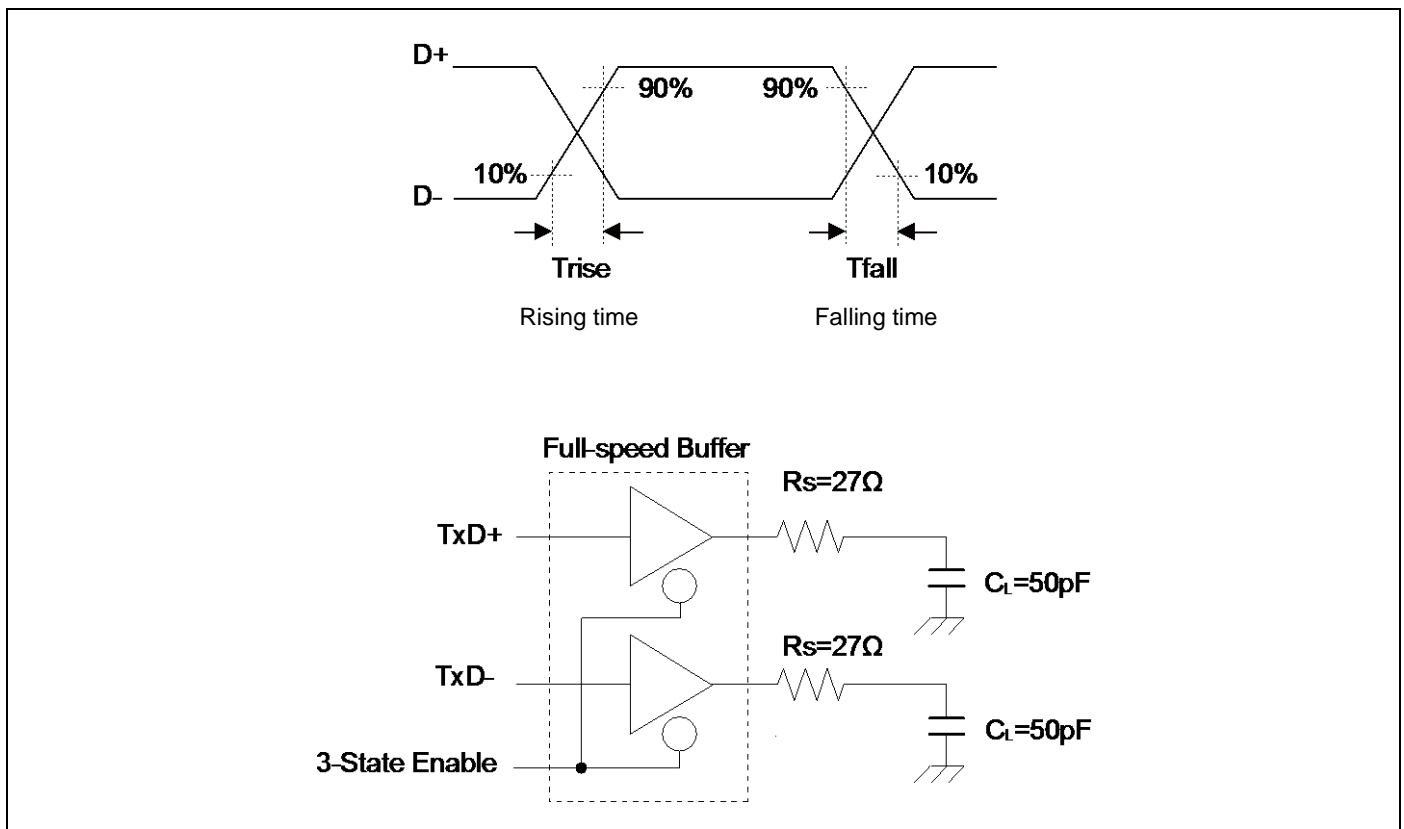 D+
90%
90%
10%
10%
D-
Trise
Tfall
Rising time
Falling time
Full-speed Buffer
Rs=27Ω
TxD+
CL=50pF
Rs=27Ω
TxD-
CL=50pF
3-State Enable